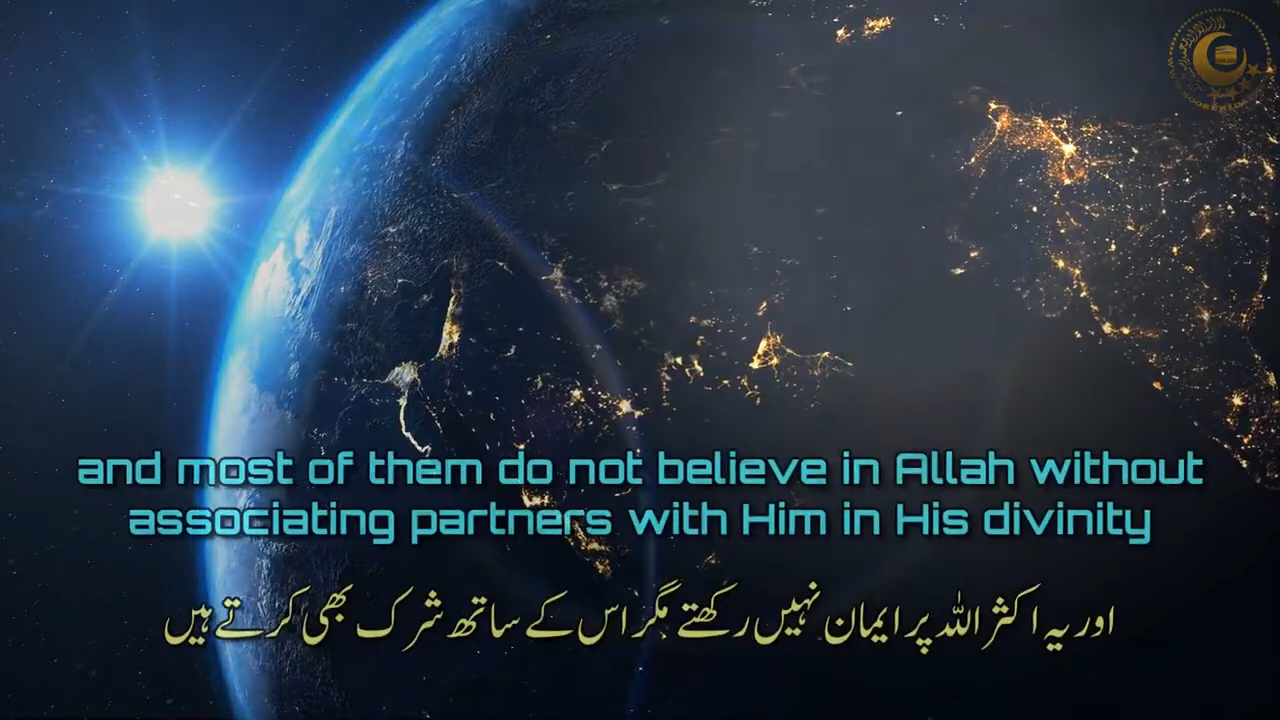 and most of them do not believe in Allah without
associating partners with Him in His divinity
اور یہ اکثر اللہ پر ایمان نہیں رکھتے مگر اس کے ساتھ شرک بھی کرتے ہیں